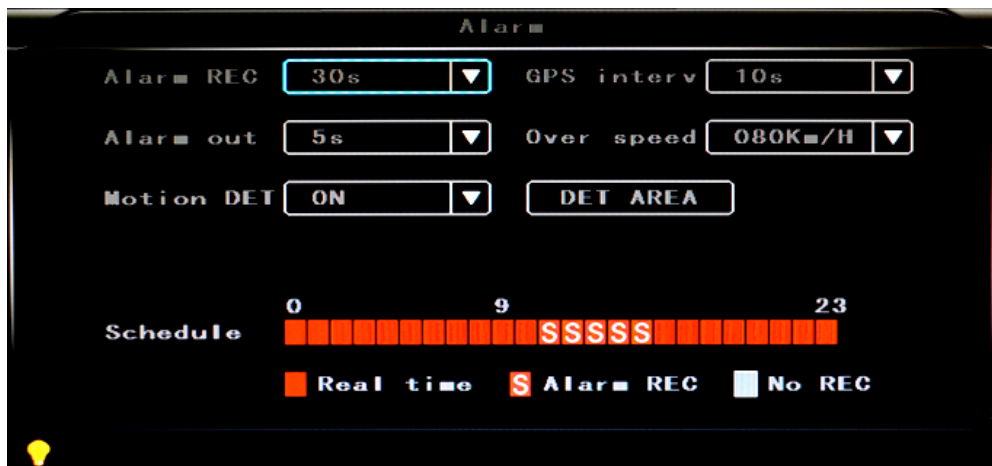 Alarm
Alarm REC 30s GPS interv 10s
Alarm out 5s Over speed 080Km/H
Motion DET ON DET AREA
0 9 23
Schedule SSSSS
Real time S Alarm REC No REC